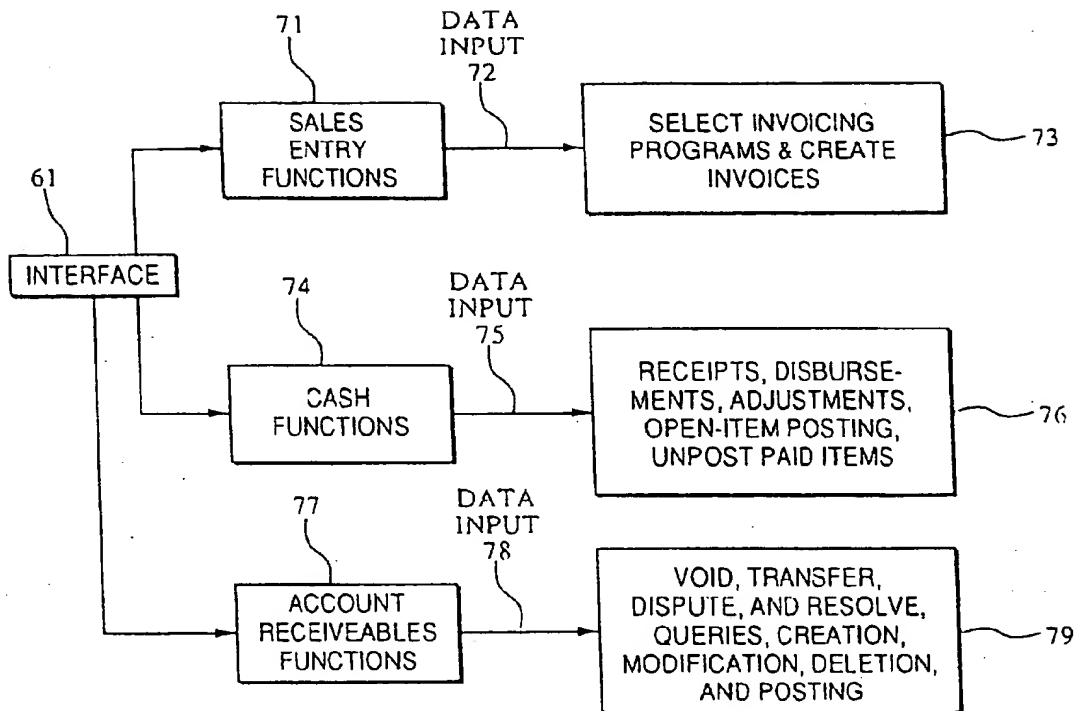 71
DATA
INPUT
72
SALES
ENTRY
FUNCTIONS
SELECT INVOICING
PROGRAMS & CREATE
INVOICES
73
61
INTERFACE
74
DATA
INPUT
75
CASH
FUNCTIONS
RECEIPTS, DISBURSE-
MENTS, ADJUSTMENTS,
OPEN-ITEM POSTING,
UNPOST PAID ITEMS
76
77
DATA
INPUT
78
ACCOUNT
RECEIVEABLES
FUNCTIONS
VOID, TRANSFER,
DISPUTE, AND RESOLVE,
QUERIES, CREATION,
MODIFICATION, DELETION,
AND POSTING
79